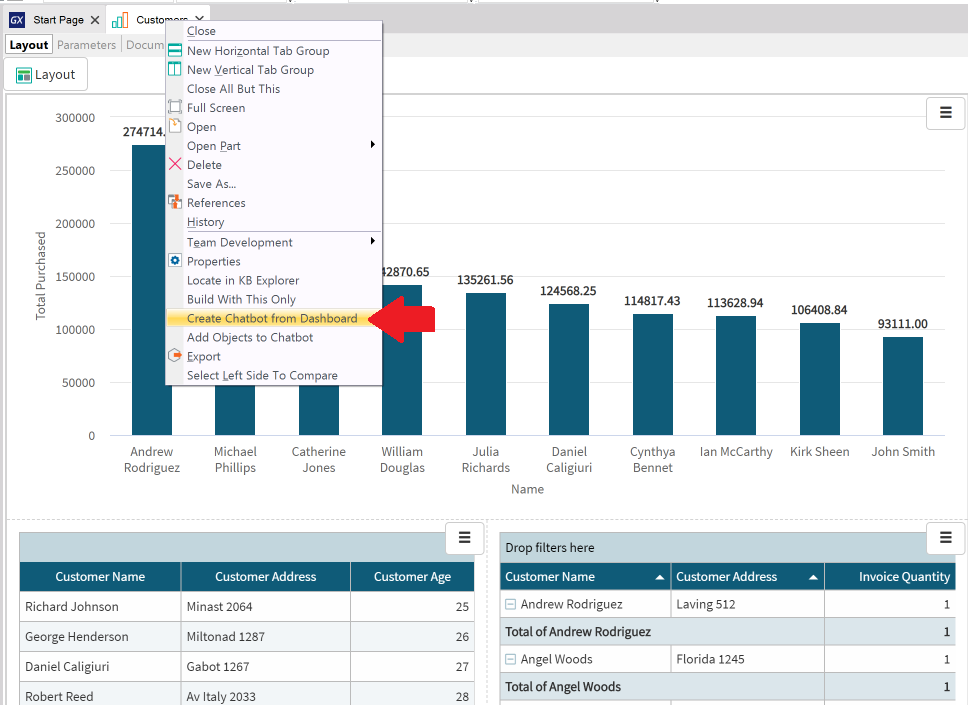 GX Start Page
Customers
Layout Parameters
Layout
Close
New Horizontal Tab Group
New Vertical Tab Group
Close All But This
Full Screen
Open
Open Part
Delete
Save As...
References
History
Team Development
Properties
Locate in KB Explorer
Build With This Only
Create Chatbot from Dashboard
Add Objects to Chatbot
Export
Select Left Side To Compare
300000
250000
200000
150000
100000
50000
0
Total Purchased
135261.56
124568.25
114817.43
113628.94
106408.84
93111.00
Andrew Rodriguez
Michael Phillips
Catherine Jones
William Douglas
Julia Richards
Daniel Caligiuri
Cynthya Bennet
Ian McCarthy
Kirk Sheen
John Smith
Name
Customer Name Customer Address Customer Age
Richard Johnson Minast 2064 25
George Henderson Miltonad 1287 26
Daniel Caligiuri Gabot 1267 27
Robert Reed Av Italy 2033 28
Drop filters here
Customer Name Customer Address Invoice Quantity
Andrew Rodriguez Laving 512 1
Total of Andrew Rodriguez 1
Angel Woods Florida 1245 1
Total of Angel Woods 1